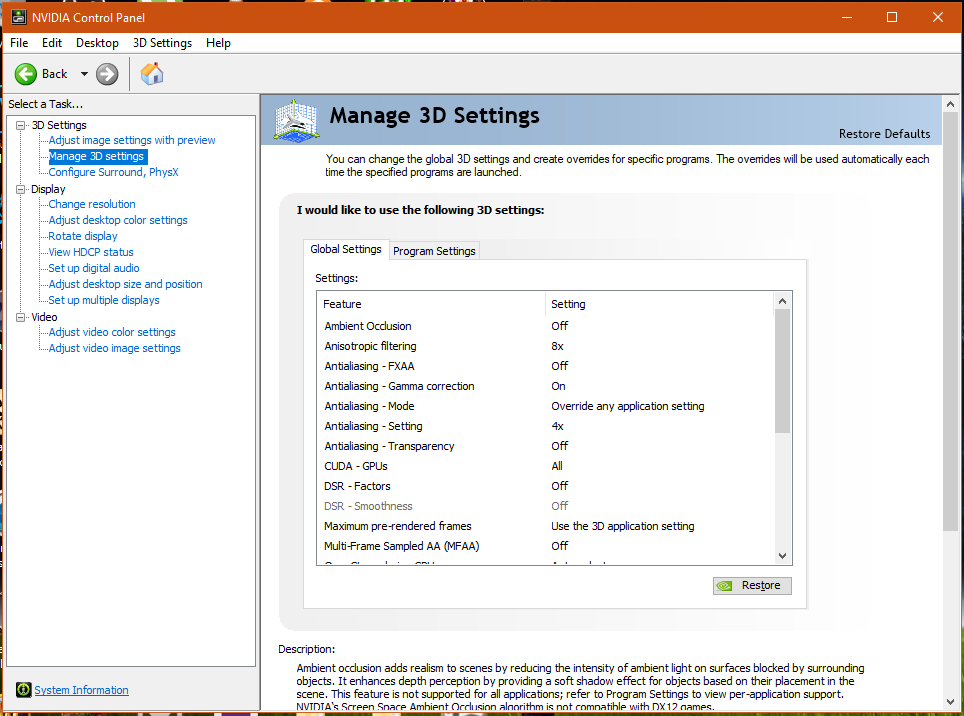 NVIDIA Control Panel
File Edit Desktop 3D Settings Help
Back
Select a Task...
3D Settings
Adjust image settings with preview
Manage 3D settings
Configure Surround, PhysX
Display
Change resolution
Adjust desktop color settings
Rotate display
View HDCP status
Set up digital audio
Adjust desktop size and position
Set up multiple displays
Video
Adjust video color settings
Adjust video image settings
System Information
Manage 3D Settings
Restore Defaults
You can change the global 3D settings and create overrides for specific programs. The overrides will be used automatically each
time the specified programs are launched.
I would like to use the following 3D settings:
Global Settings Program Settings
Settings:
Feature Setting
Ambient Occlusion Off
Anisotropic filtering 8x
Antialiasing - FXAA Off
Antialiasing - Gamma correction On
Antialiasing - Mode Override any application setting
Antialiasing - Setting 4x
Antialiasing - Transparency Off
CUDA - GPUs All
DSR - Factors Off
DSR - Smoothness Off
Maximum pre-rendered frames Use the 3D application setting
Multi-Frame Sampled AA (MFAA) Off
Restore
Description:
Ambient occlusion adds realism to scenes by reducing the intensity of ambient light on surfaces blocked by surrounding
objects. It enhances depth perception by providing a soft shadow effect for objects based on their placement in the
scene. This feature is not supported for all applications; refer to Program Settings to view per-application support.
NVIDIA's Screen Space Ambient Occlusion algorithm is not compatible with DX12 games.